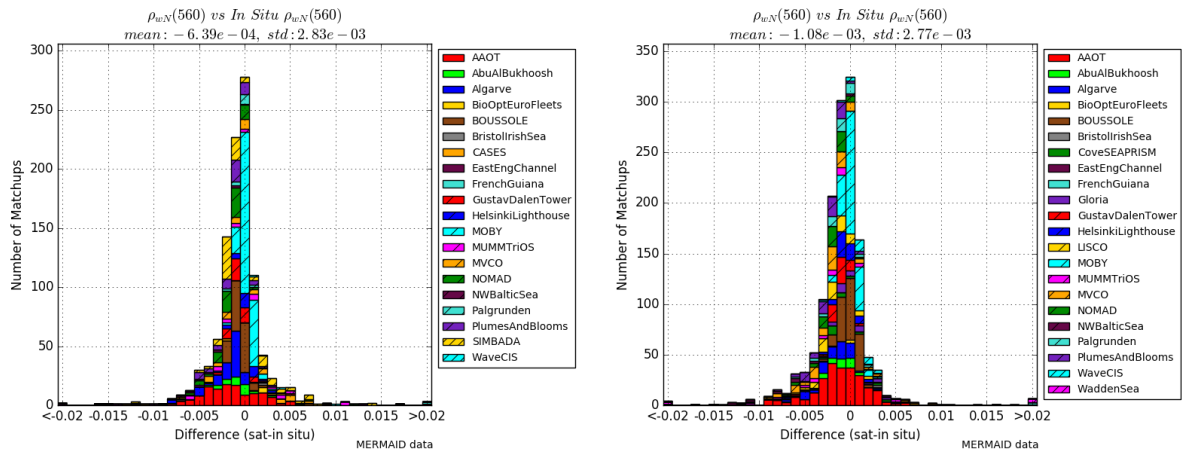 ρwN(560) vs In Situ ρwN(560)
mean: −6.39e − 04, std: 2.83e − 03
300
250
200
150
100
50
0
Number of Matchups
<-0.02 -0.015 -0.01 -0.005 0 0.005 0.01 0.015 >0.02
Difference (sat-in situ)
MERMAID data
AAOT
AbuAlBukhoosh
Algarve
BioOptEuroFleets
BOUSSOLE
BristolIrishSea
CASES
EastEngChannel
FrenchGuiana
GustavDalenTower
HelsinkiLighthouse
MOBY
MUMMTriOS
MVCO
NOMAD
NWBalticSea
Palgrunden
PlumesAndBlooms
SIMBADA
WaveCIS
ρwN(560) vs In Situ ρwN(560)
mean: −1.08e − 03, std: 2.77e − 03
350
300
250
200
150
100
50
0
Number of Matchups
<-0.02 -0.015 -0.01 -0.005 0 0.005 0.01 0.015 >0.02
Difference (sat-in situ)
MERMAID data
AAOT
AbuAlBukhoosh
Algarve
BioOptEuroFleets
BOUSSOLE
BristolIrishSea
CoveSEAPRISM
EastEngChannel
FrenchGuiana
Gloria
GustavDalenTower
HelsinkiLighthouse
LISCO
MOBY
MUMMTriOS
MVCO
NOMAD
NWBalticSea
Palgrunden
PlumesAndBlooms
WaveCIS
WaddenSea